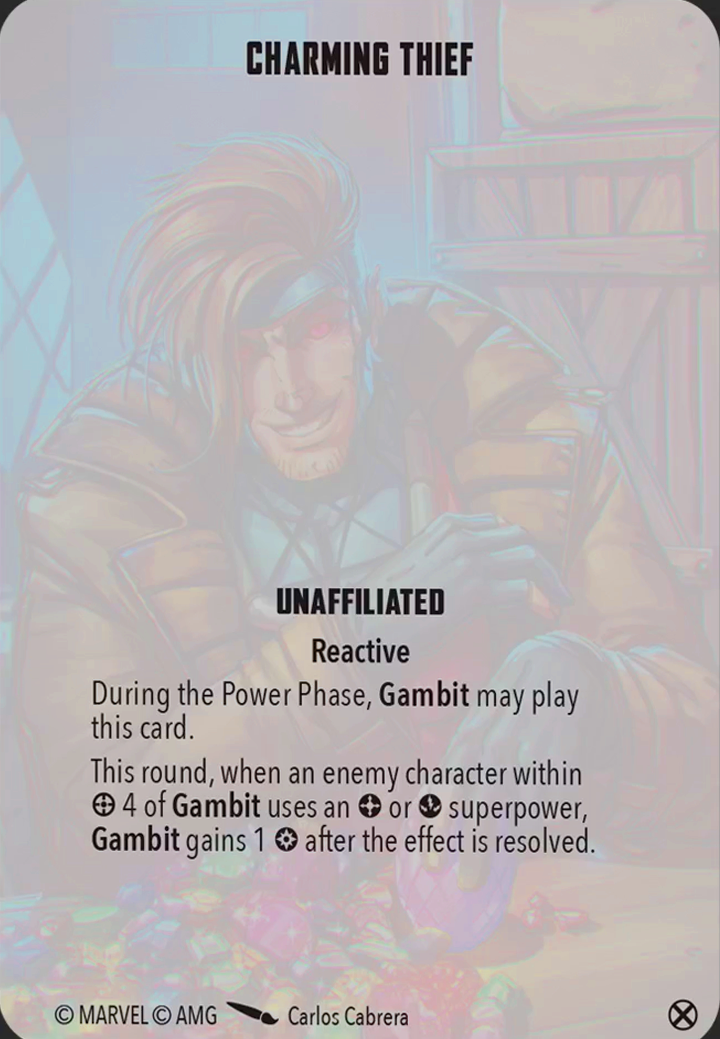 CHARMING THIEF
UNAFFILIATED
Reactive
During the Power Phase, Gambit may play
this card.
This round, when an enemy character within
4 of Gambit uses an or superpower,
Gambit gains 1 after the effect is resolved.
© MARVEL © AMG Carlos Cabrera